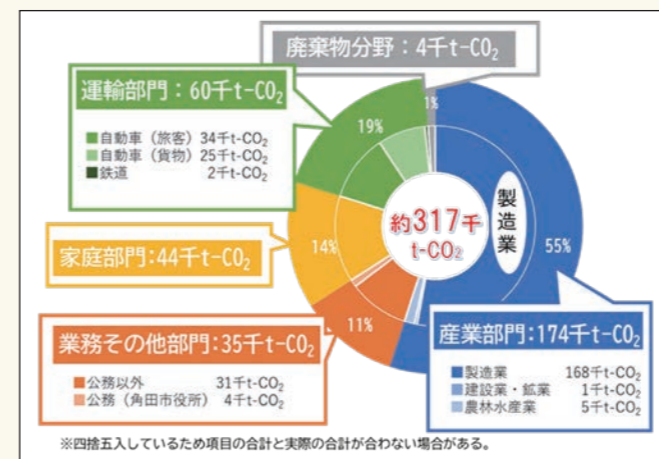 廃棄物分野：4千t-CO₂
運輸部門：60千t-CO₂
■自動車（旅客）34千t-CO₂
■自動車（貨物）25千t-CO₂
■鉄道 2千t-CO₂
1%
19%
約317千
t-CO₂
製造業
55%
家庭部門:44千t-CO₂
14%
業務その他部門:35千t-CO₂
11%
■公務以外 31千t-CO₂
■公務（角田市役所） 4千t-CO₂
産業部門:174千t-CO₂
■製造業 168千t-CO₂
■建設業・鉱業 1千t-CO₂
■農林水産業 5千t-CO₂
※四捨五入しているため項目の合計と実際の合計が合わない場合がある。